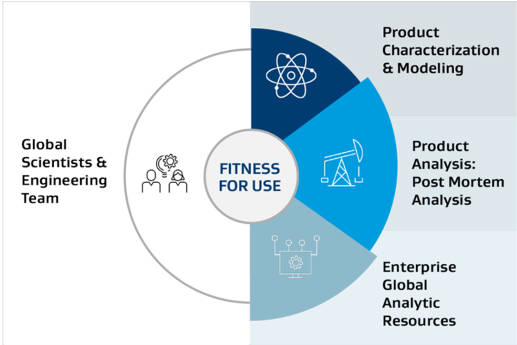 Global
Scientists &
Engineering
Team
FITNESS
FOR USE
Product
Characterization
& Modeling
Product
Analysis:
Post Mortem
Analysis
Enterprise
Global
Analytic
Resources